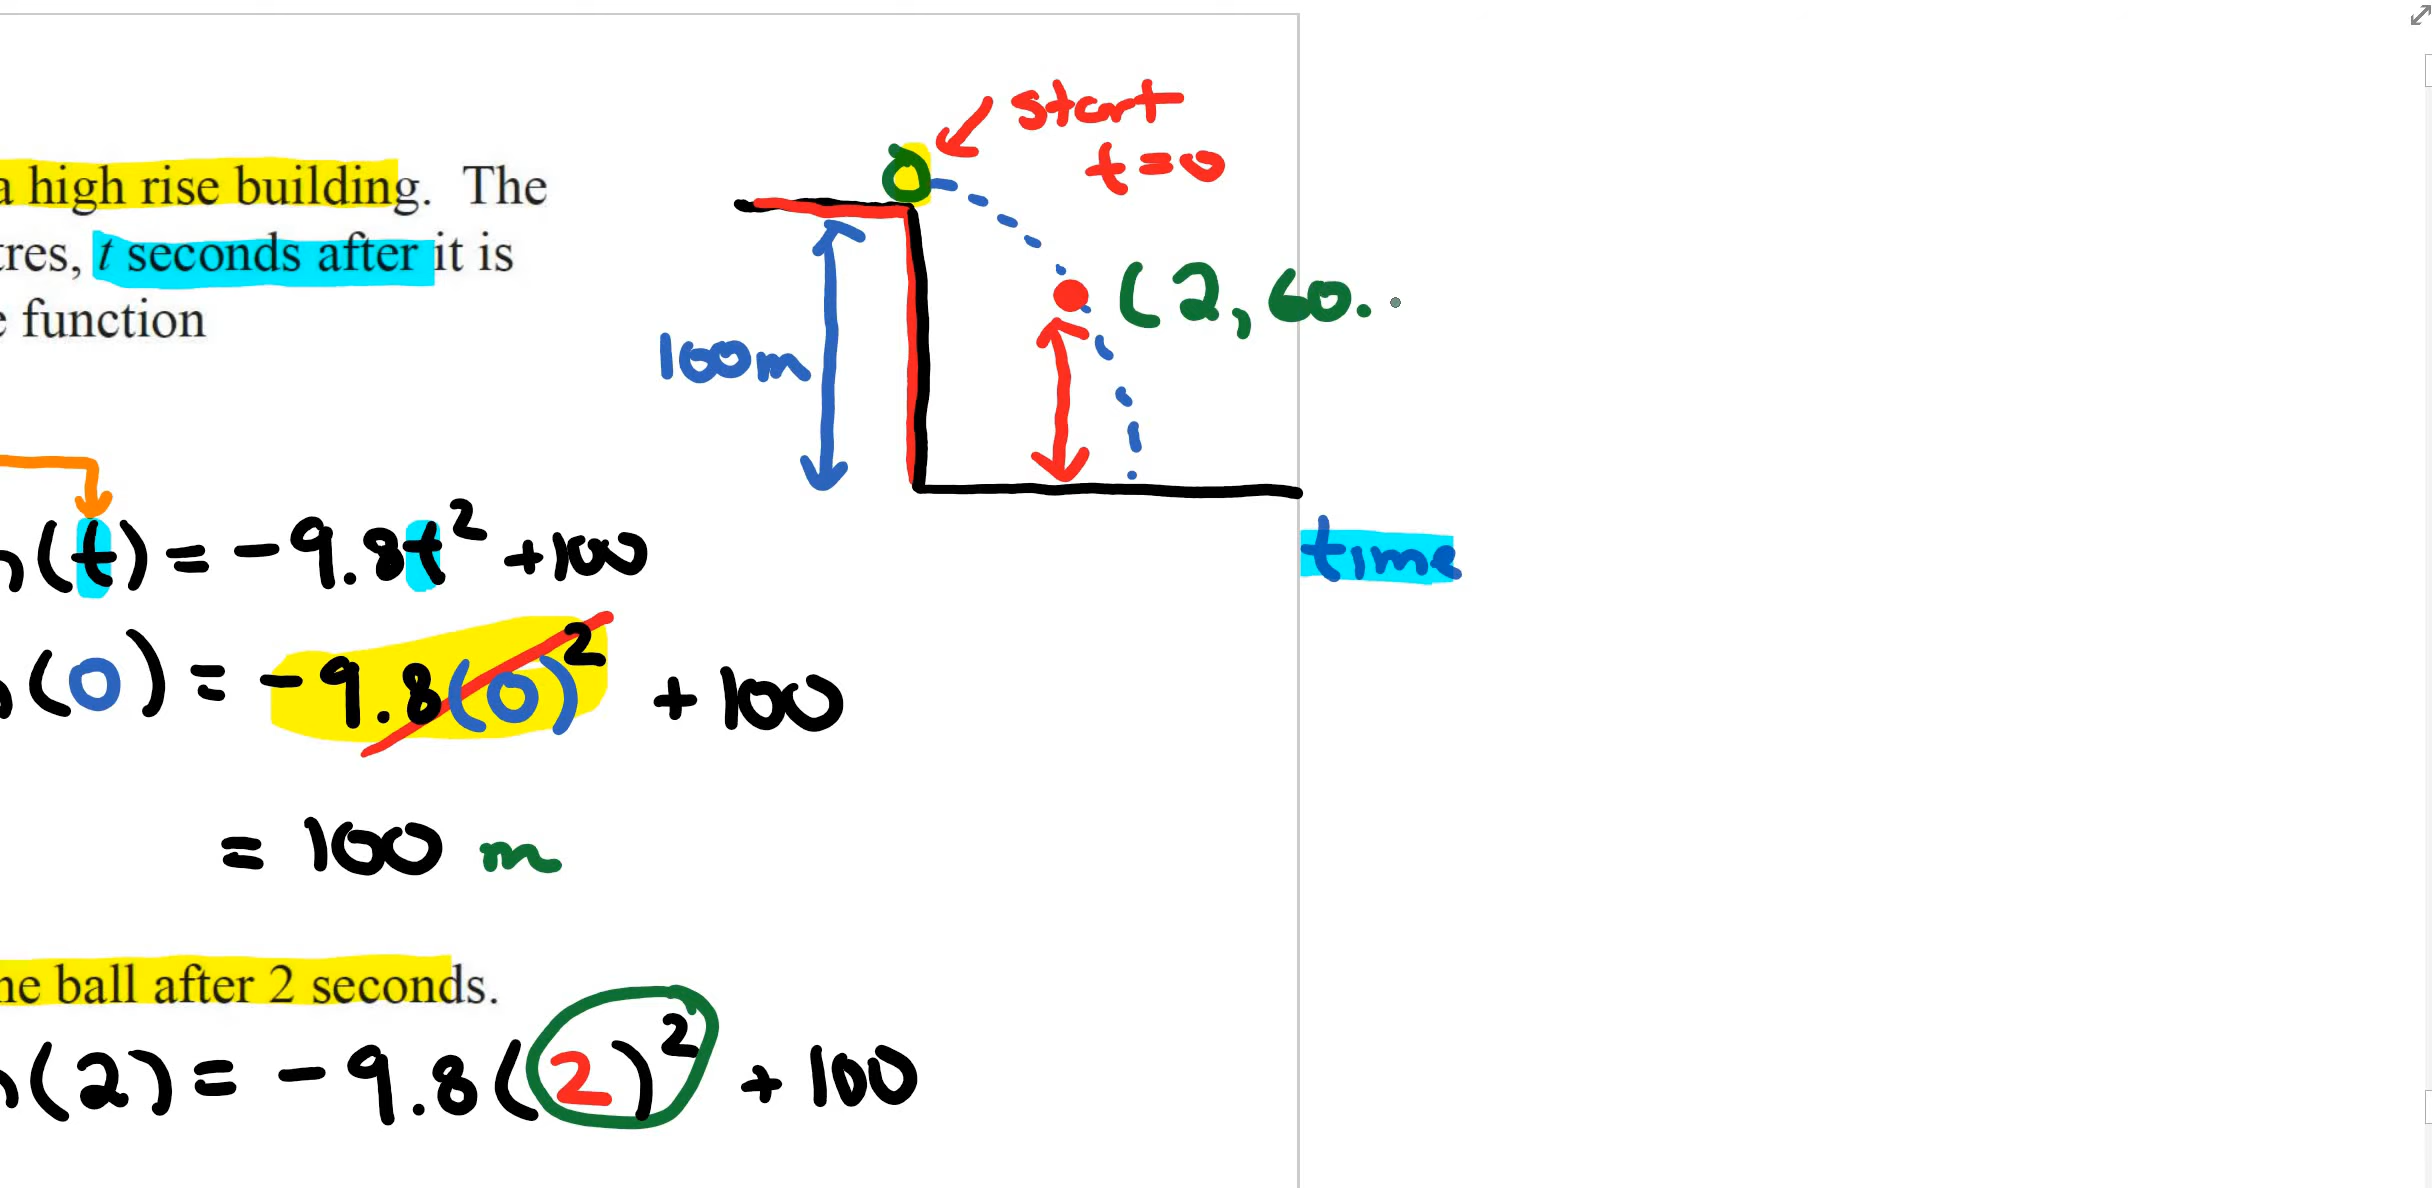 start
t=0
a high rise building. The
tres, t seconds after it is
(2,60.
e function
100m
h(t) = -9.8t² +100
time
h(0) = -9.8(0)² +100
= 100 m
he ball after 2 seconds.
h(2) = -9.8(2)² + 100